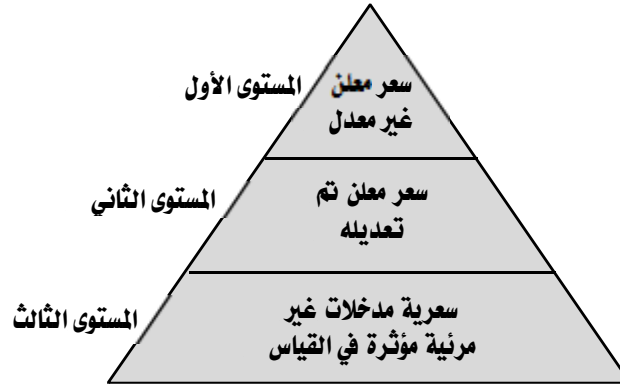 المستوى الأول
سعر معلن
غير معدل
المستوى الثاني
سعر معلن تم
تعديله
المستوى الثالث
سعرية مدخلات غير
مرئية مؤثرة في القياس